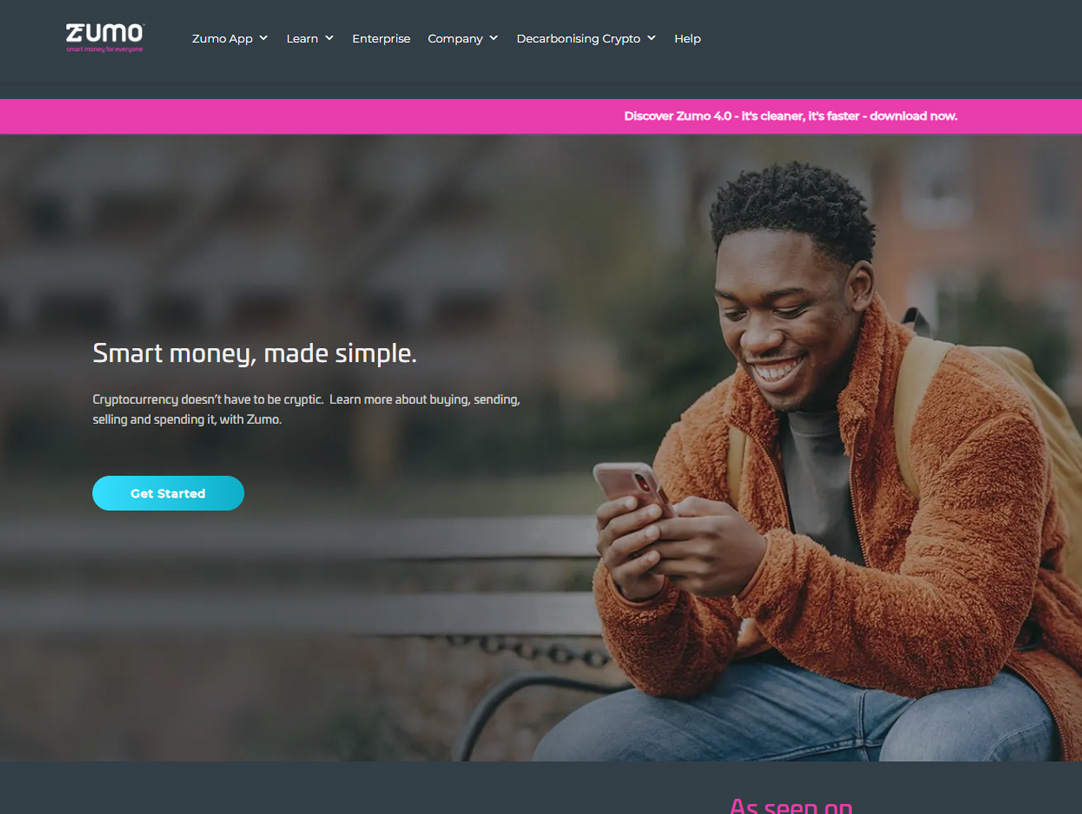 ZUMO
smart money for everyone
Zumo App
Learn
Enterprise
Company
Decarbonising Crypto
Help
Discover Zumo 4.0 - it's cleaner, it's faster - download now.
Smart money, made simple.
Cryptocurrency doesn't have to be cryptic.  Learn more about buying, sending,
selling and spending it, with Zumo.
Get Started
As seen on